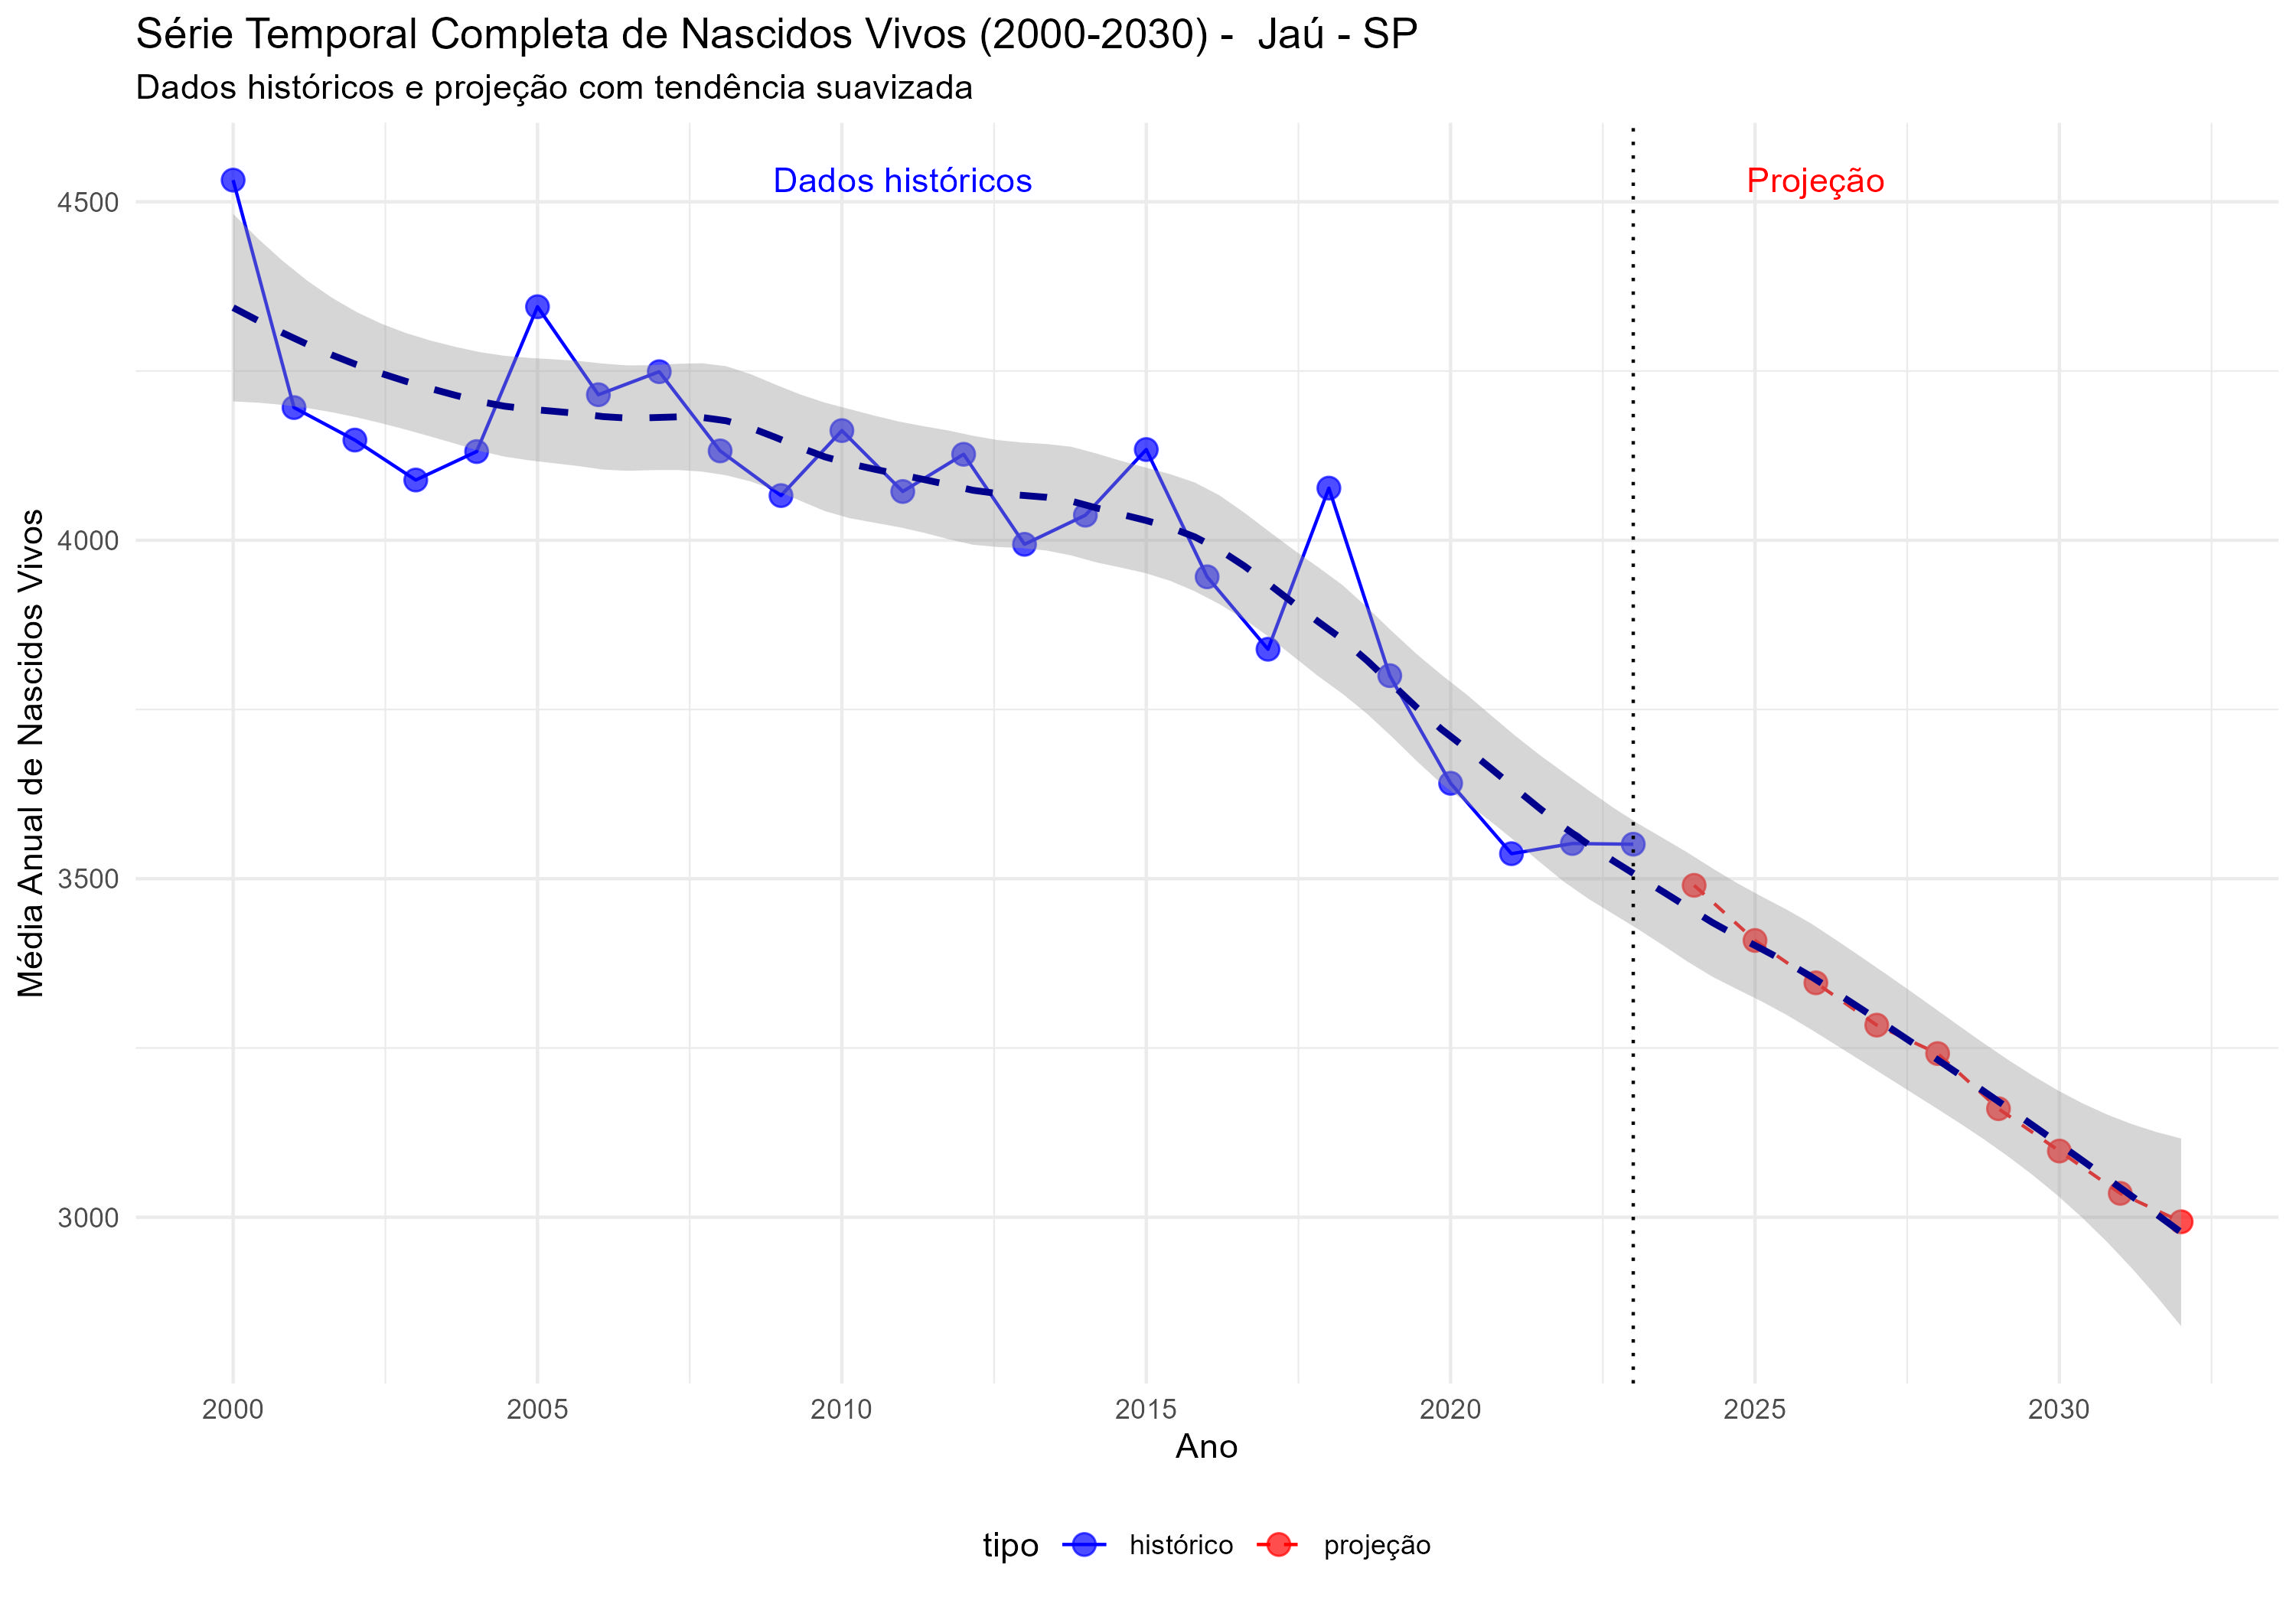 Série Temporal Completa de Nascidos Vivos (2000-2030) -  Jaú - SP
Dados históricos e projeção com tendência suavizada
Dados históricos
Projeção
Média Anual de Nascidos Vivos
4500
4000
3500
3000
2000 2005 2010 2015 2020 2025 2030
Ano
tipo histórico projeção